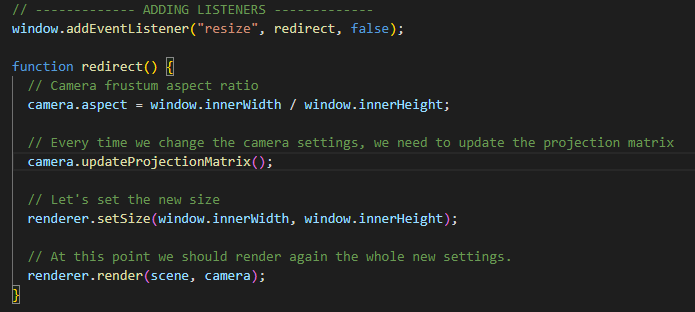 // ------------- ADDING LISTENERS -------------
window.addEventListener("resize", redirect, false);
function redirect() {
// Camera frustum aspect ratio
camera.aspect = window.innerWidth / window.innerHeight;
// Every time we change the camera settings, we need to update the projection matrix
camera.updateProjectionMatrix();
// Let's set the new size
renderer.setSize(window.innerWidth, window.innerHeight);
// At this point we should render again the whole new settings.
renderer.render(scene, camera);
}